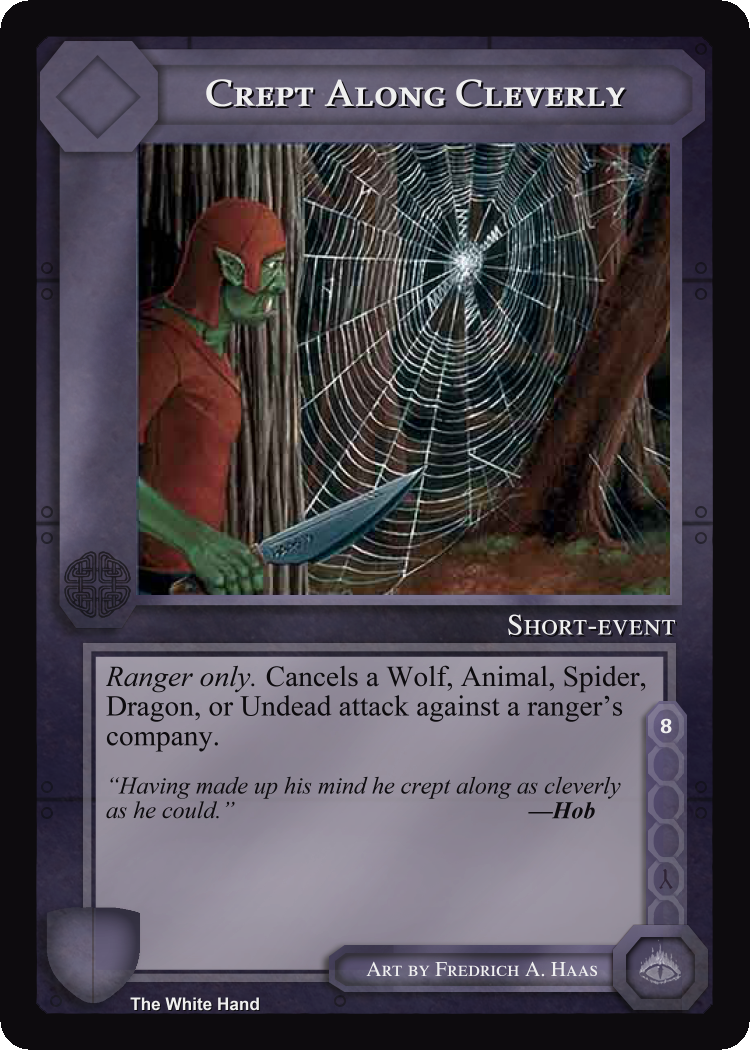 Crept Along Cleverly
Short-event
Ranger only. Cancels a Wolf, Animal, Spider,
Dragon, or Undead attack against a ranger’s
company.
8
“Having made up his mind he crept along as cleverly
as he could.” —Hob
Art by Fredrich A. Haas
The White Hand